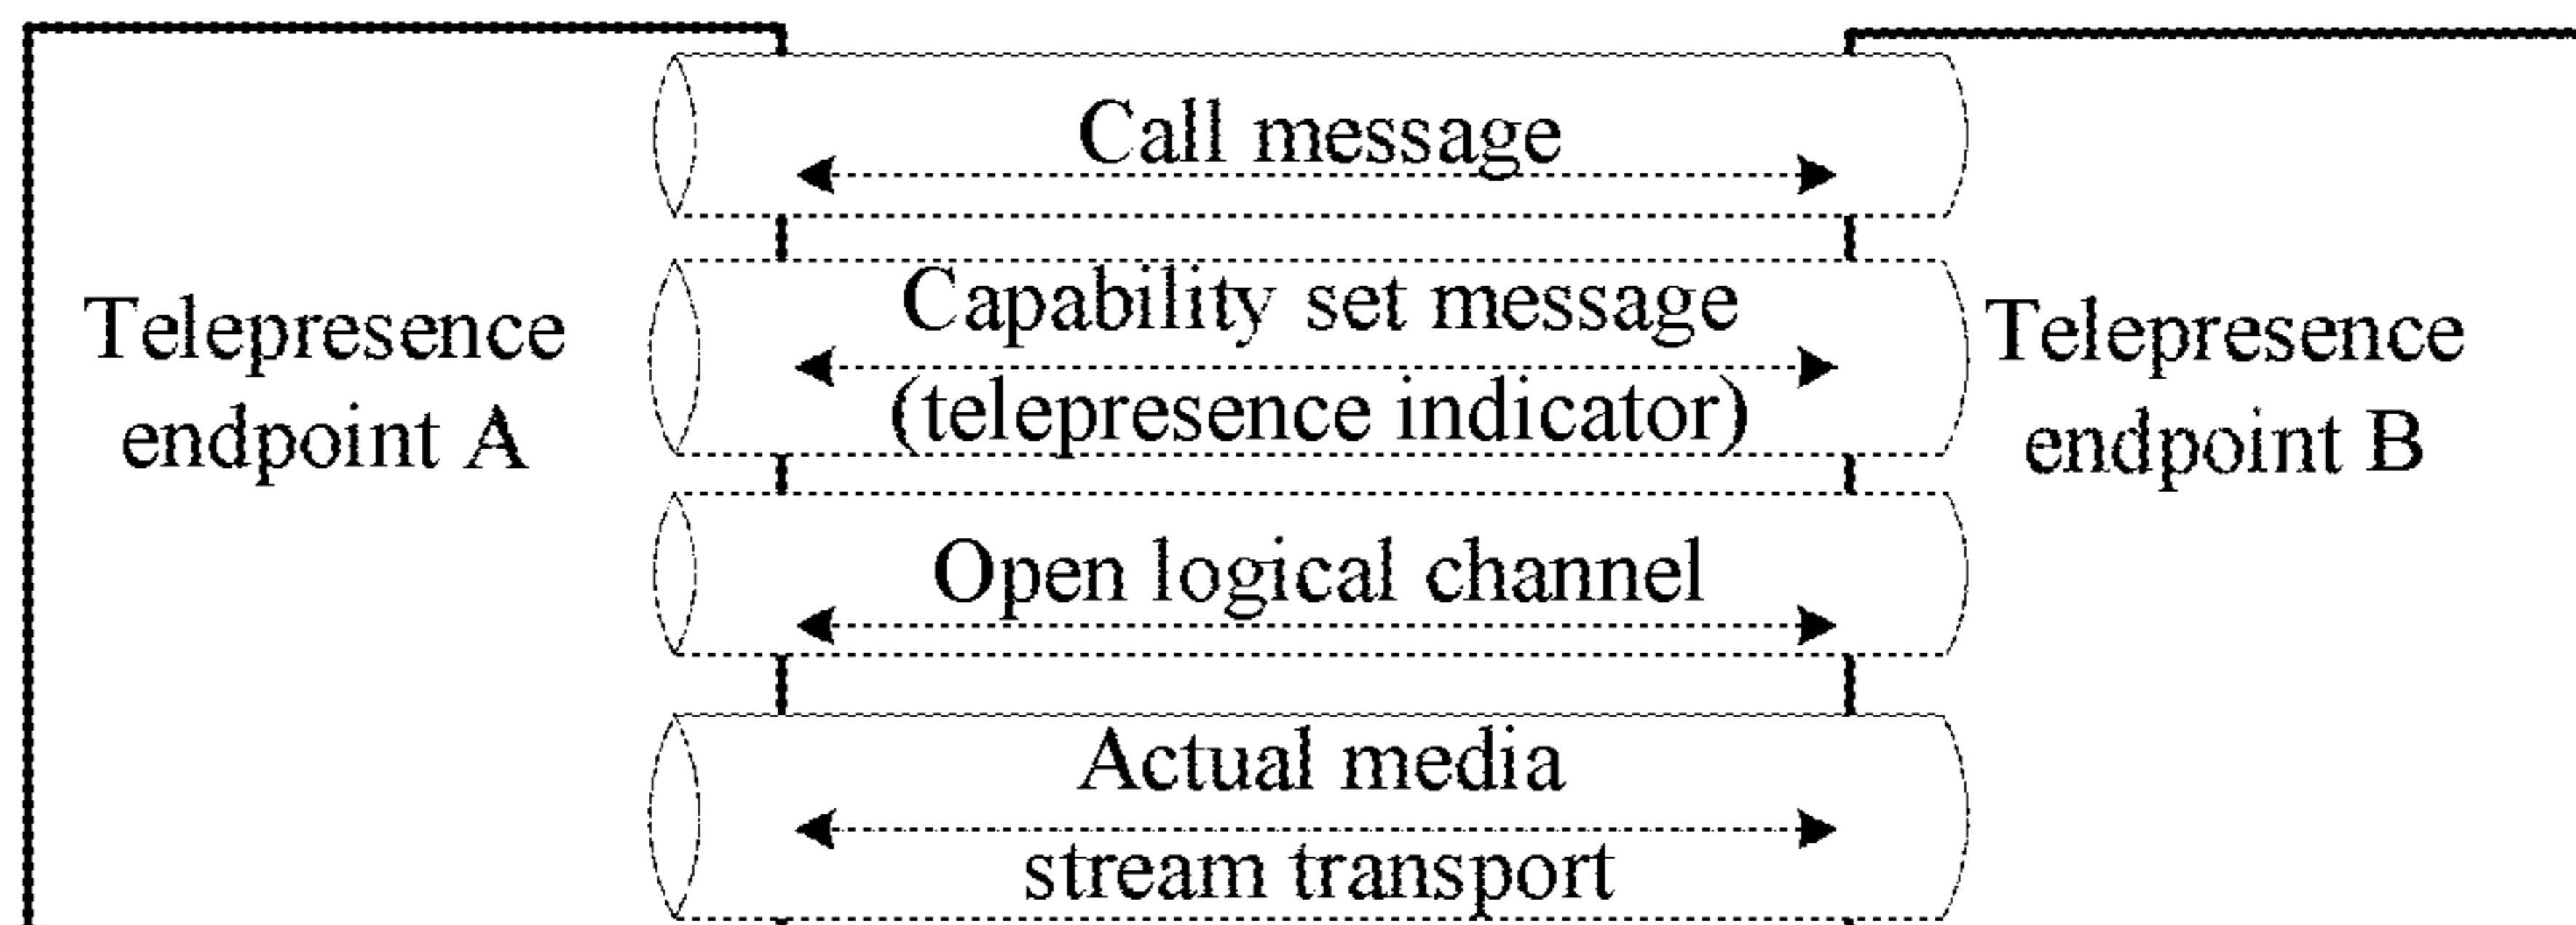 Call message
Telepresence
endpoint A
Capability set message
(telepresence indicator)
Telepresence
endpoint B
Open logical channel
Actual media
stream transport